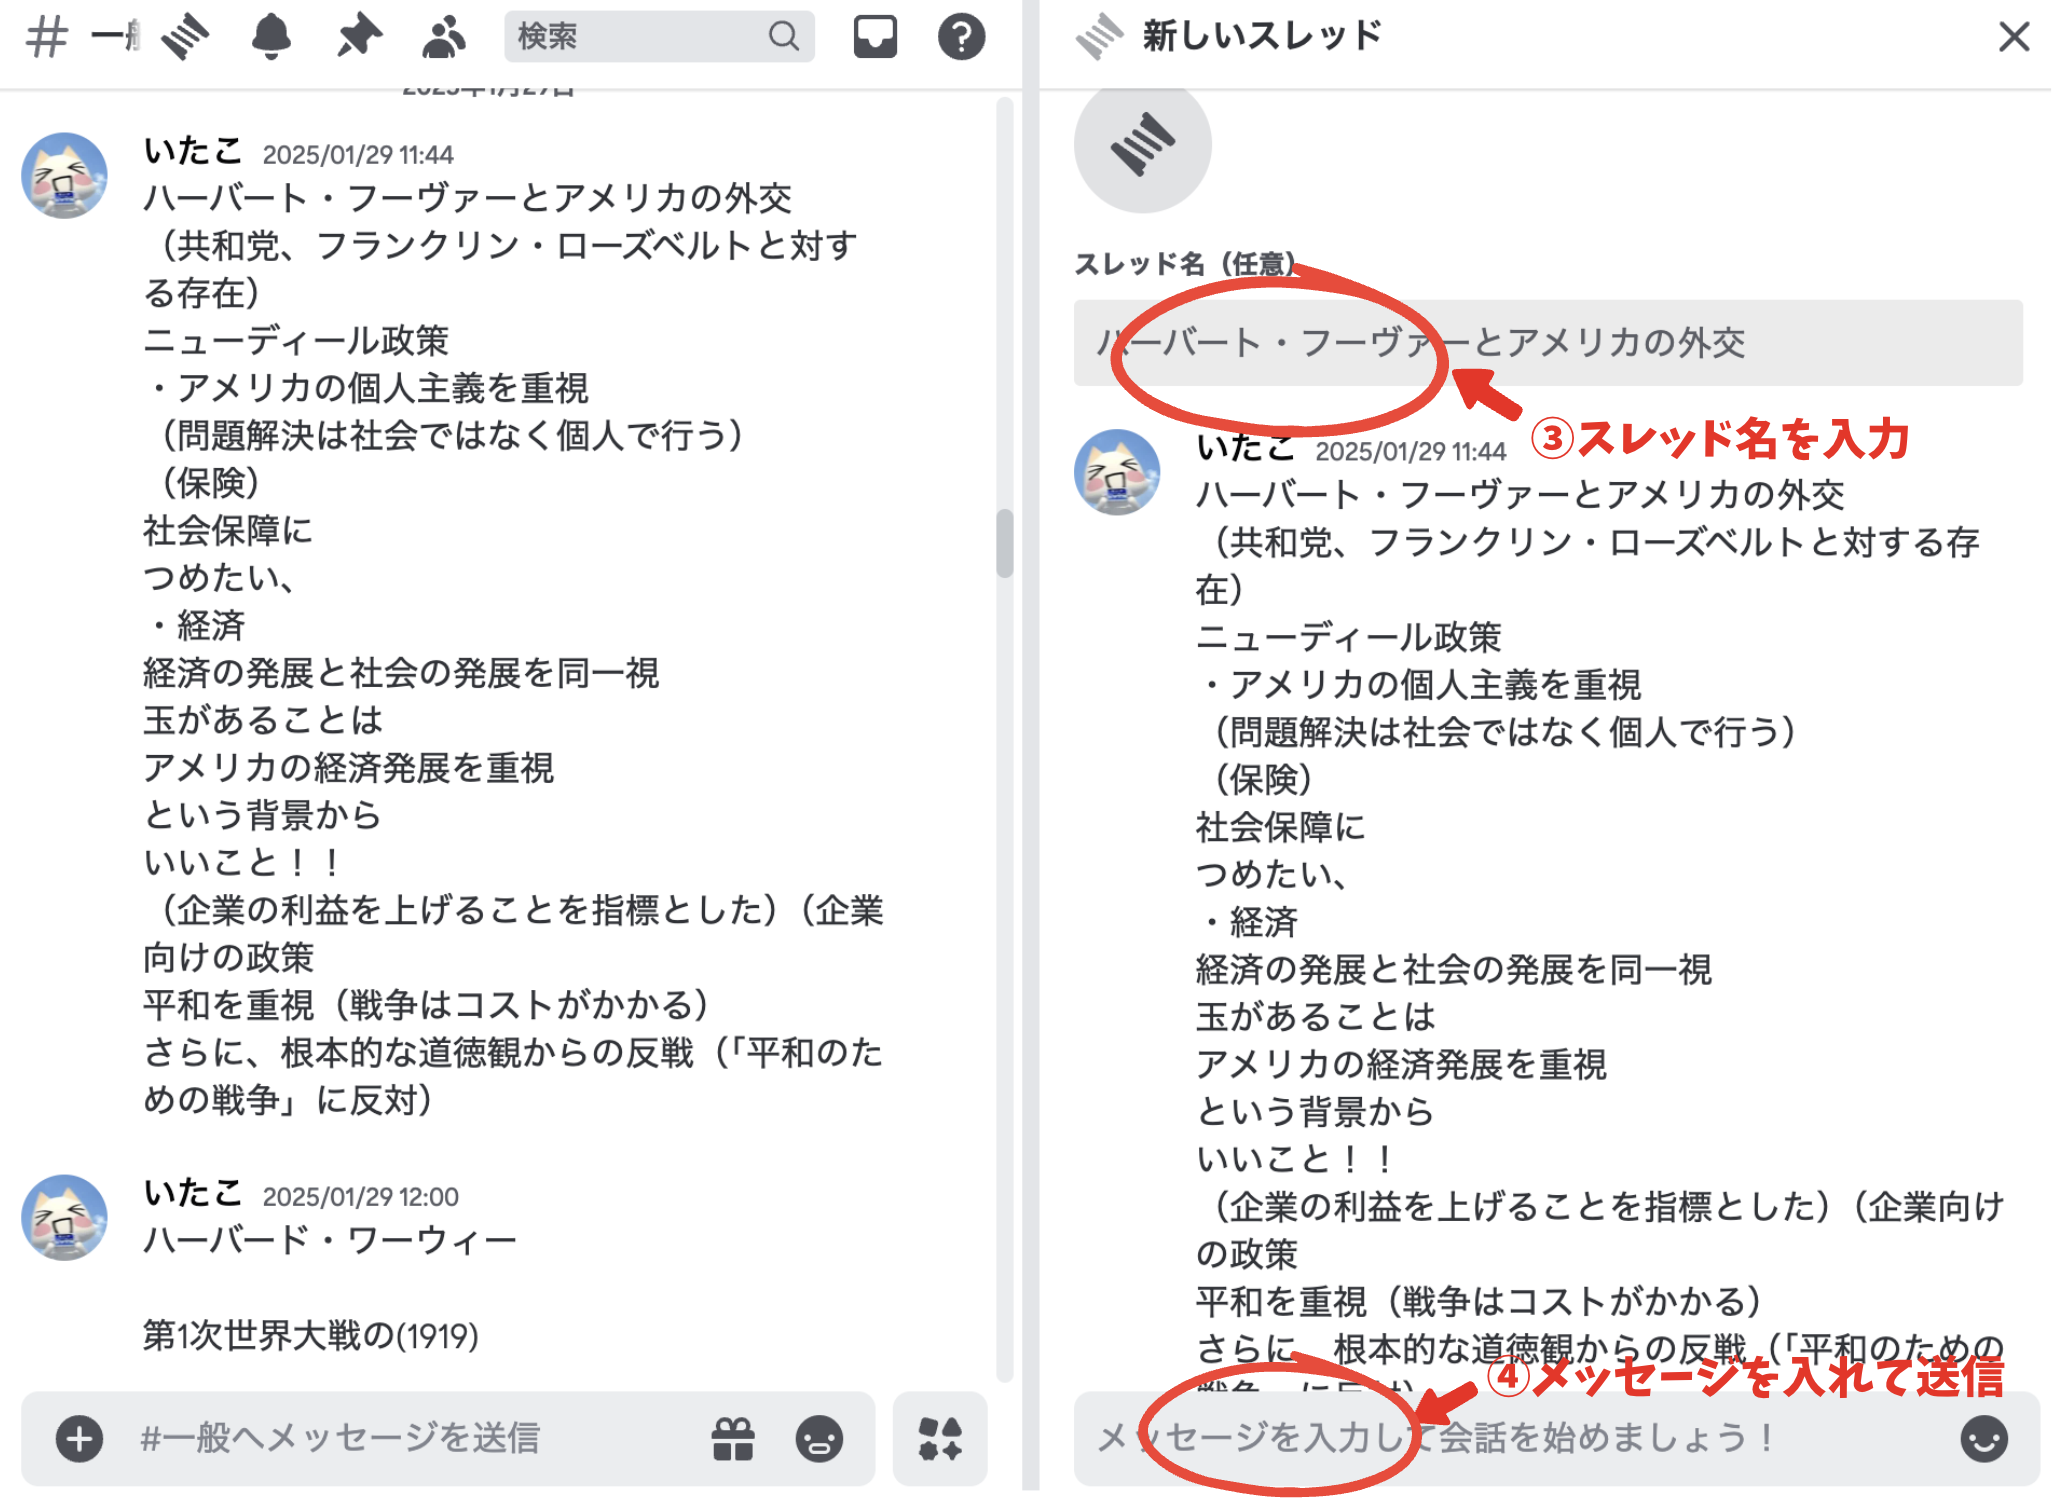 一般
検索
2025年1月29日
いたこ 2025/01/29 11:44
ハーバート・フーヴァーとアメリカの外交
（共和党、フランクリン・ローズベルトと対す
る存在）
ニューディール政策
・アメリカの個人主義を重視
（問題解決は社会ではなく個人で行う）
（保険）
社会保障に
つめたい、
・経済
経済の発展と社会の発展を同一視
玉があることは
アメリカの経済発展を重視
という背景から
いいこと！！
（企業の利益を上げることを指標とした）（企業
向けの政策
平和を重視（戦争はコストがかかる）
さらに、根本的な道徳観からの反戦（「平和のた
めの戦争」に反対）
いたこ 2025/01/29 12:00
ハーバード・ワーウィー
第1次世界大戦の(1919)
#一般へメッセージを送信
新しいスレッド
スレッド名（任意）
ハーバート・フーヴァーとアメリカの外交
③スレッド名を入力
いたこ 2025/01/29 11:44
ハーバート・フーヴァーとアメリカの外交
（共和党、フランクリン・ローズベルトと対する存
在）
ニューディール政策
・アメリカの個人主義を重視
（問題解決は社会ではなく個人で行う）
（保険）
社会保障に
つめたい、
・経済
経済の発展と社会の発展を同一視
玉があることは
アメリカの経済発展を重視
という背景から
いいこと！！
（企業の利益を上げることを指標とした）（企業向け
の政策
平和を重視（戦争はコストがかかる）
さらに、根本的な道徳観からの反戦（「平和のための
戦争」に反対）
④メッセージを入れて送信
メッセージを入力して会話を始めましょう！